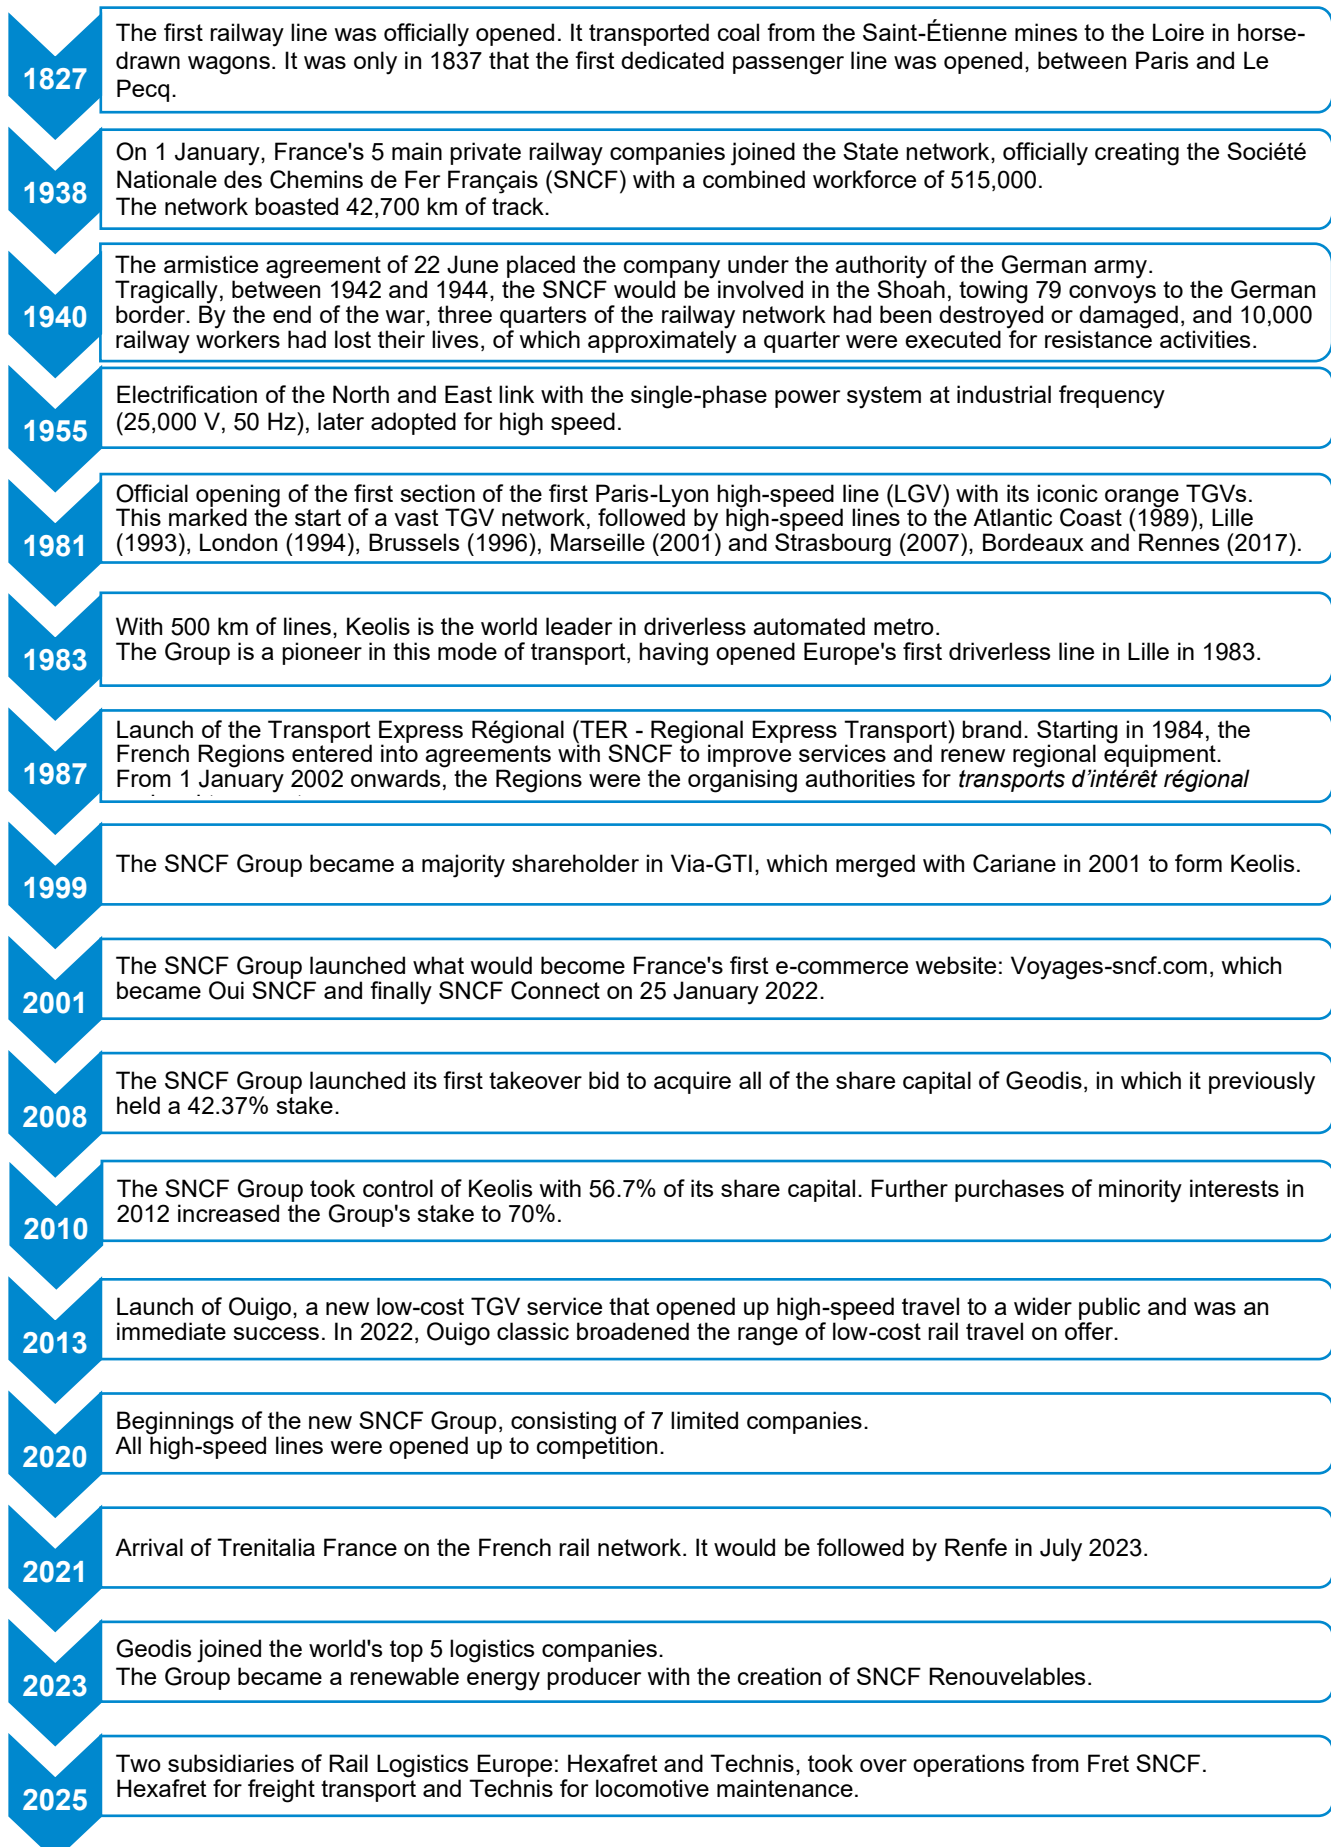 1827
The first railway line was officially opened. It transported coal from the Saint-Étienne mines to the Loire in horse-
drawn wagons. It was only in 1837 that the first dedicated passenger line was opened, between Paris and Le
Pecq.
1938
On 1 January, France's 5 main private railway companies joined the State network, officially creating the Société
Nationale des Chemins de Fer Français (SNCF) with a combined workforce of 515,000.
The network boasted 42,700 km of track.
1940
The armistice agreement of 22 June placed the company under the authority of the German army.
Tragically, between 1942 and 1944, the SNCF would be involved in the Shoah, towing 79 convoys to the German
border. By the end of the war, three quarters of the railway network had been destroyed or damaged, and 10,000
railway workers had lost their lives, of which approximately a quarter were executed for resistance activities.
1955
Electrification of the North and East link with the single-phase power system at industrial frequency
(25,000 V, 50 Hz), later adopted for high speed.
1981
Official opening of the first section of the first Paris-Lyon high-speed line (LGV) with its iconic orange TGVs.
This marked the start of a vast TGV network, followed by high-speed lines to the Atlantic Coast (1989), Lille
(1993), London (1994), Brussels (1996), Marseille (2001) and Strasbourg (2007), Bordeaux and Rennes (2017).
1983
With 500 km of lines, Keolis is the world leader in driverless automated metro.
The Group is a pioneer in this mode of transport, having opened Europe's first driverless line in Lille in 1983.
1987
Launch of the Transport Express Régional (TER - Regional Express Transport) brand. Starting in 1984, the
French Regions entered into agreements with SNCF to improve services and renew regional equipment.
From 1 January 2002 onwards, the Regions were the organising authorities for transports d'intérêt régional
1999
The SNCF Group became a majority shareholder in Via-GTI, which merged with Cariane in 2001 to form Keolis.
2001
The SNCF Group launched what would become France's first e-commerce website: Voyages-sncf.com, which
became Oui SNCF and finally SNCF Connect on 25 January 2022.
2008
The SNCF Group launched its first takeover bid to acquire all of the share capital of Geodis, in which it previously
held a 42.37% stake.
2010
The SNCF Group took control of Keolis with 56.7% of its share capital. Further purchases of minority interests in
2012 increased the Group's stake to 70%.
2013
Launch of Ouigo, a new low-cost TGV service that opened up high-speed travel to a wider public and was an
immediate success. In 2022, Ouigo classic broadened the range of low-cost rail travel on offer.
2020
Beginnings of the new SNCF Group, consisting of 7 limited companies.
All high-speed lines were opened up to competition.
2021
Arrival of Trenitalia France on the French rail network. It would be followed by Renfe in July 2023.
2023
Geodis joined the world's top 5 logistics companies.
The Group became a renewable energy producer with the creation of SNCF Renouvelables.
2025
Two subsidiaries of Rail Logistics Europe: Hexafret and Technis, took over operations from Fret SNCF.
Hexafret for freight transport and Technis for locomotive maintenance.